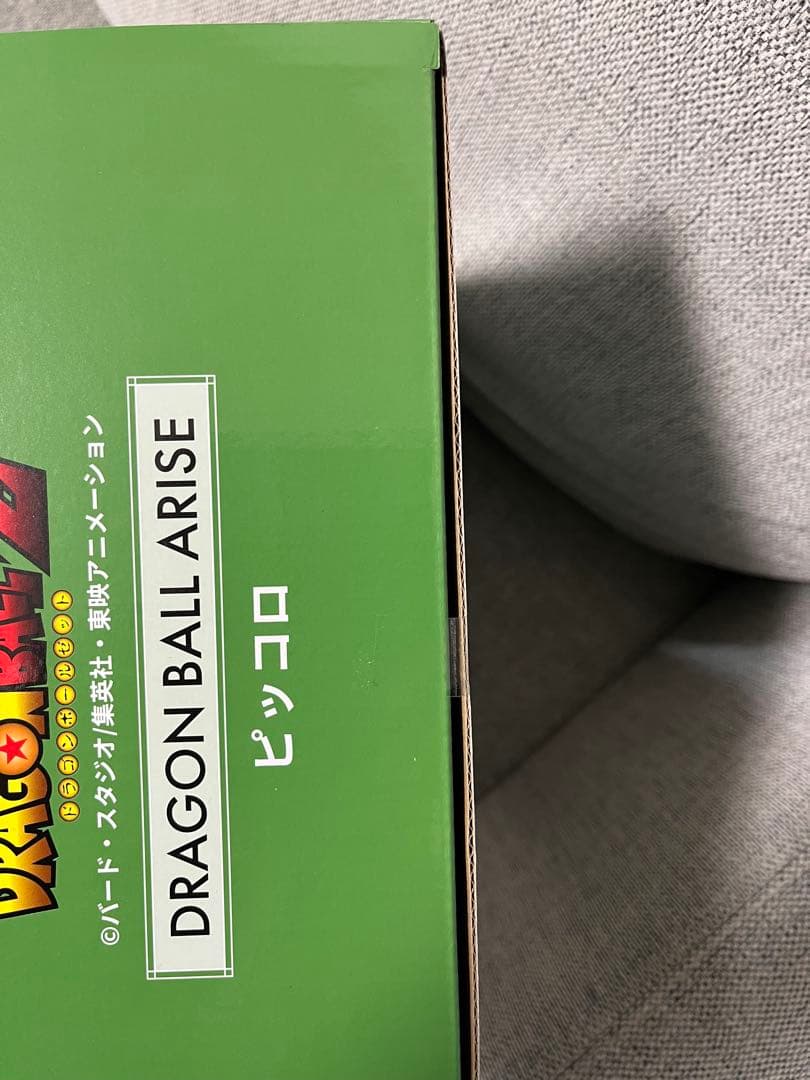 DRAGON BALL Z
ドラゴンボールゼット
©バード・スタジオ/集英社・東映アニメーション
DRAGON BALL ARISE
ピッコロ